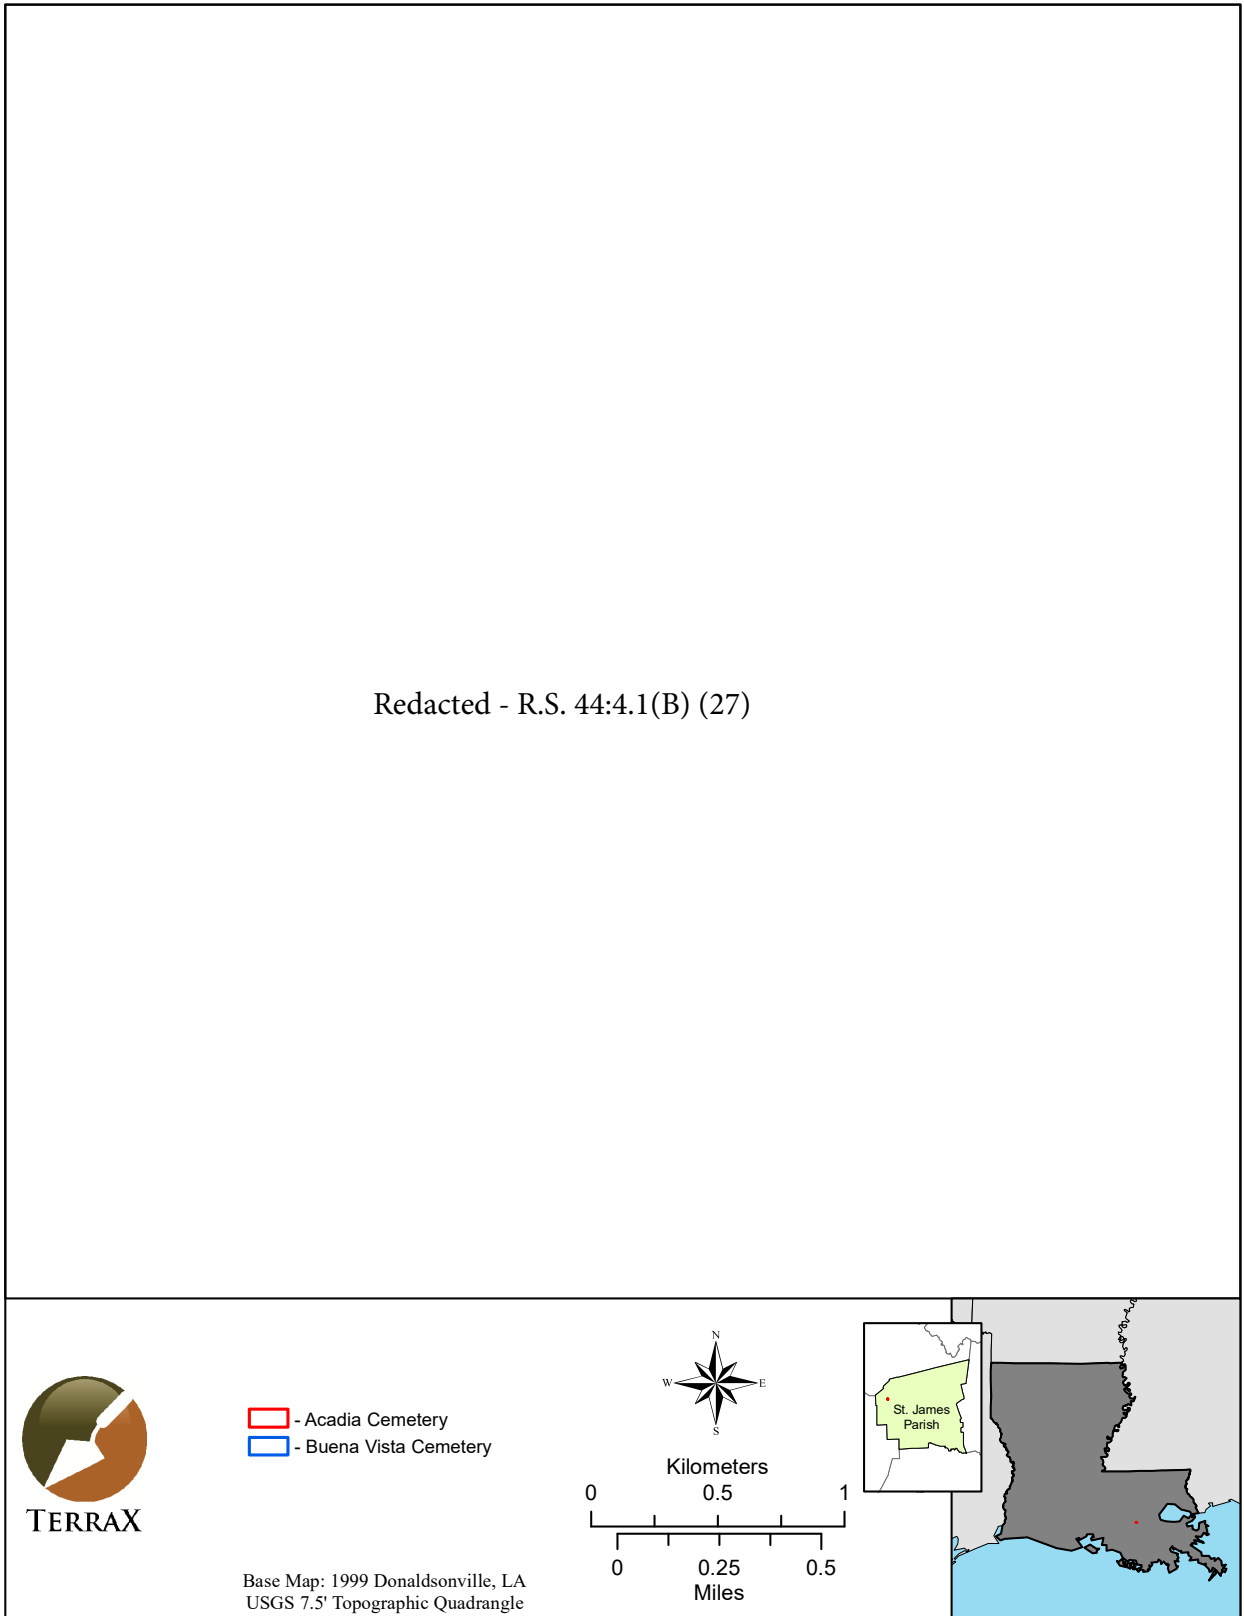 Redacted - R.S. 44:4.1(B) (27)
TERRAX
- Acadia Cemetery
- Buena Vista Cemetery
Base Map: 1999 Donaldsonville, LA
USGS 7.5' Topographic Quadrangle
N
W E
S
Kilometers
0 0.5 1
0 0.25 0.5
Miles
St. James
Parish